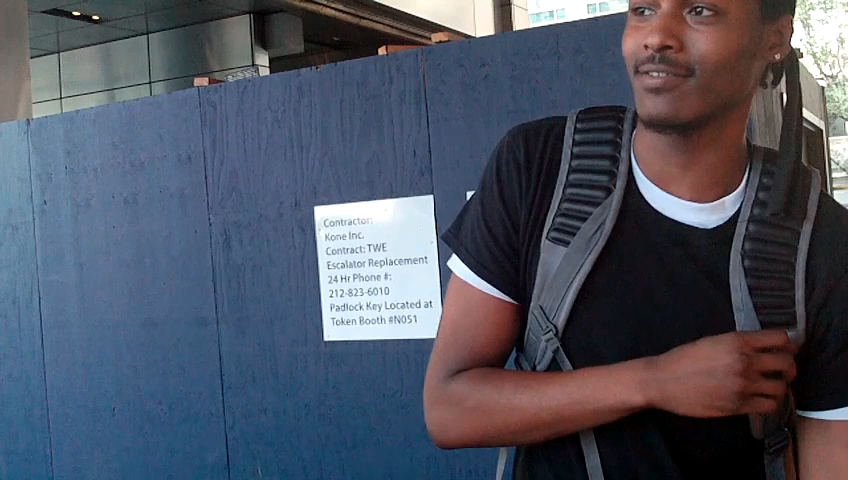 Contractor:
Kone Inc.
Contract: TWE
Escalator Replacement
24 Hr Phone #:
212-823-6010
Padlock Key Located at
Token Booth #N051